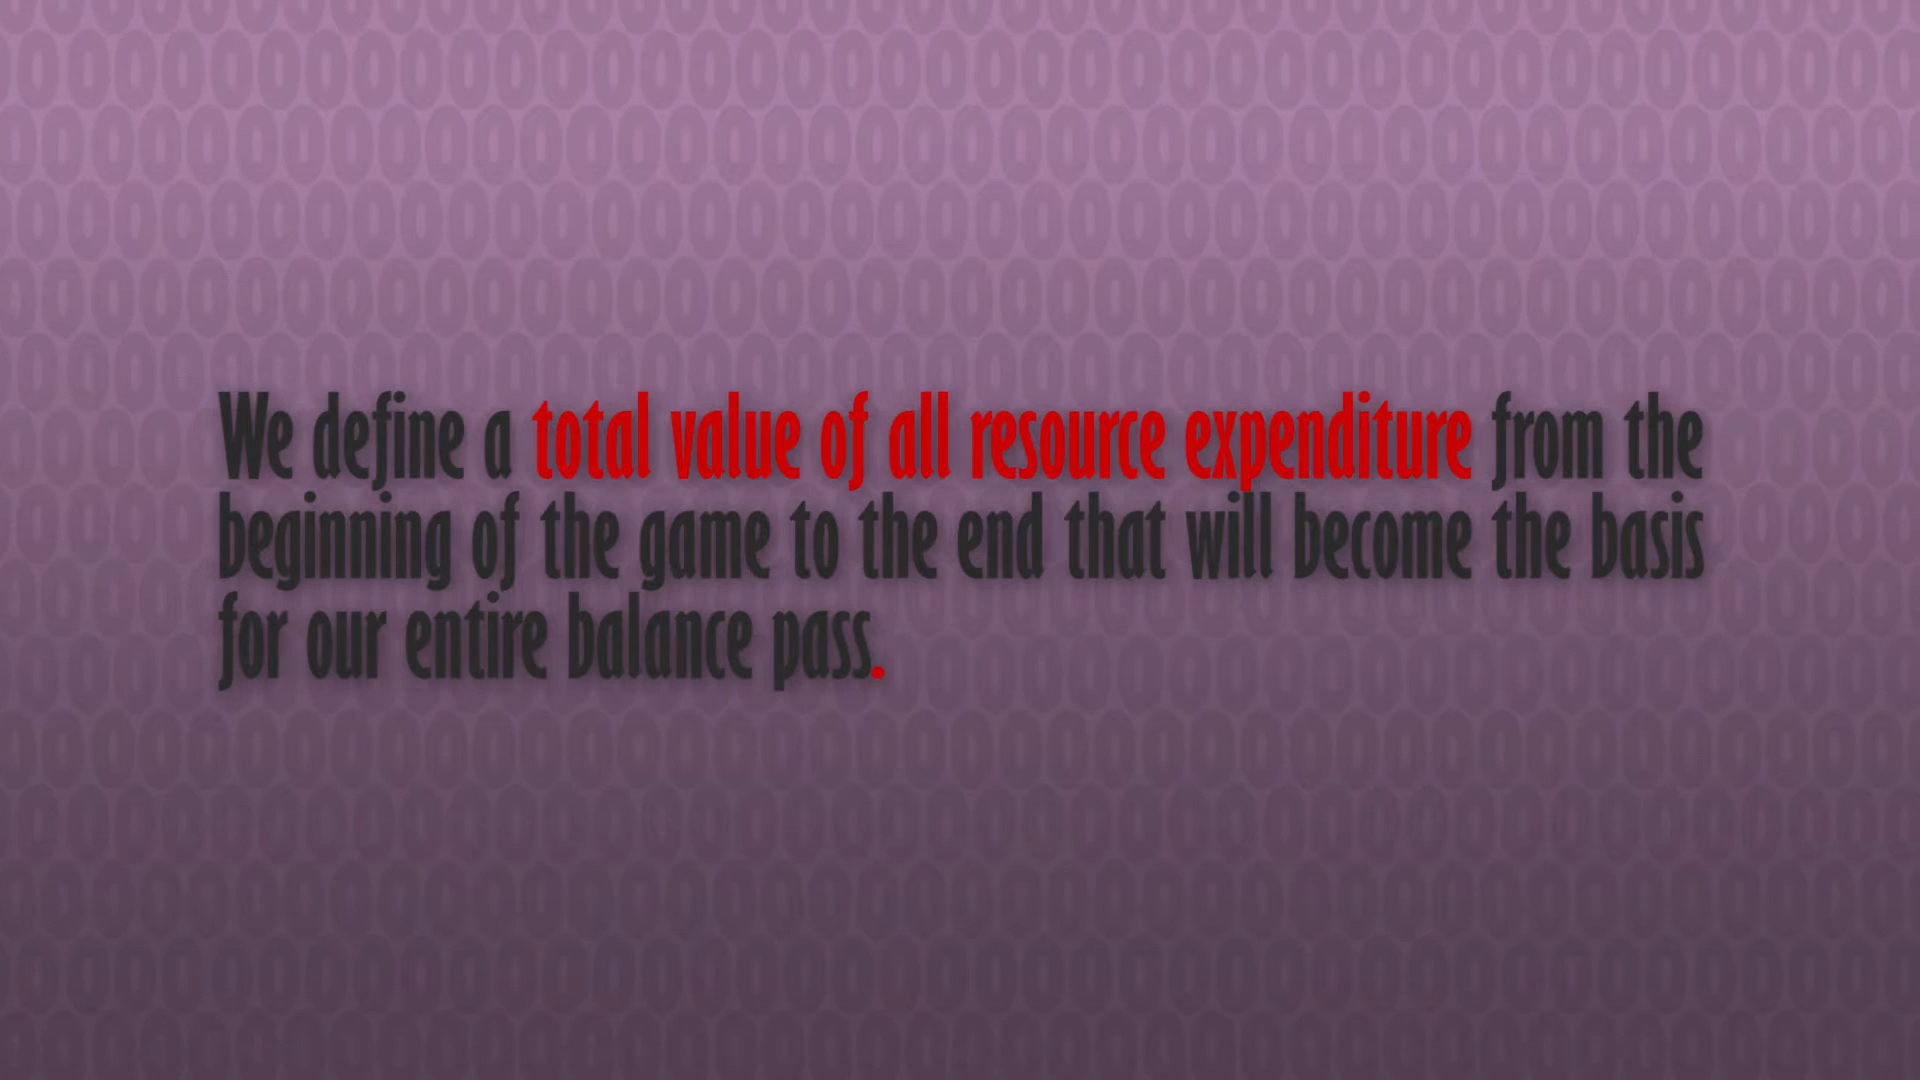 We define a total value of all resource expenditure from the
beginning of the game to the end that will become the basis
for our entire balance pass.